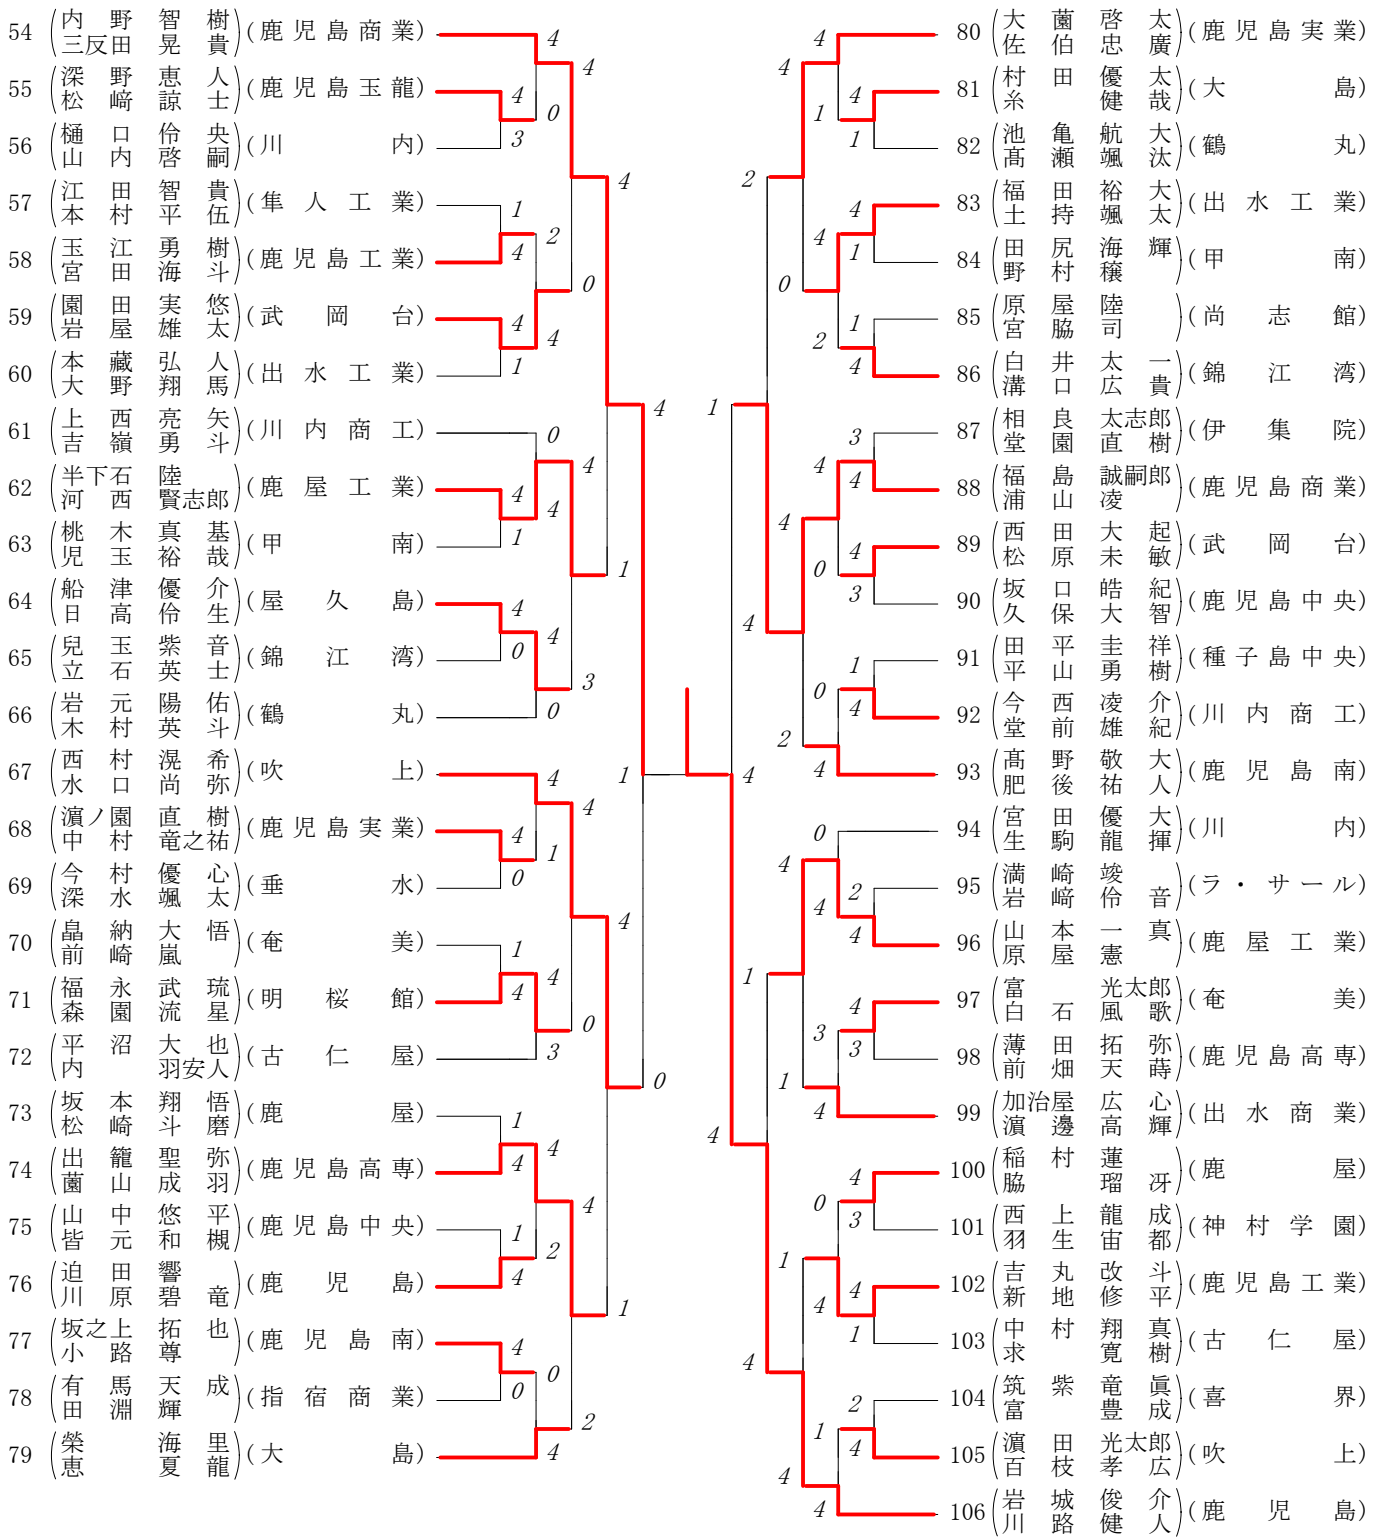 54 (内野智樹 三反田晃貴) (鹿児島商業)
55 (深野恵人 松崎諒士) (鹿児島玉龍)
56 (樋口伶央 山内啓嗣) (川内)
57 (江田智貴 本村平伍) (隼人工業)
58 (玉江勇樹 宮田海斗) (鹿児島工業)
59 (園田実悠 岩屋雄太) (武岡台)
60 (本藏弘人 大野翔馬) (出水工業)
61 (上西亮矢 吉嶺勇斗) (川内商工)
62 (半下石陸 河西賢志郎) (鹿屋工業)
63 (桃木真基 児玉裕哉) (甲南)
64 (船津優介 日高伶生) (屋久島)
65 (兒玉紫音 立石英士) (錦江湾)
66 (岩元陽佑 木村英斗) (鶴丸)
67 (西村滉希 水口尚弥) (吹上)
68 (濵ノ園直樹 中村竜之祐) (鹿児島実業)
69 (今村優心 深水颯太) (垂水)
70 (畠納大悟 前崎嵐) (奄美)
71 (福永武琉 森園流星) (明桜館)
72 (平沼大也 内羽安人) (古仁屋)
73 (坂本翔悟 松崎斗磨) (鹿屋)
74 (出籠聖弥 薗山成羽) (鹿児島高専)
75 (山中悠平 皆元和槻) (鹿児島中央)
76 (迫田響 川原碧竜) (鹿児島)
77 (坂之上拓也 小路尊) (鹿児島南)
78 (有馬天成 田淵輝) (指宿商業)
79 (榮海里 恵夏龍) (大島)
80 (大薗啓太 佐伯忠廣) (鹿児島実業)
81 (村田優太 糸健哉) (大島)
82 (池亀航大 髙瀬颯汰) (鶴丸)
83 (福田裕大 土持颯太) (出水工業)
84 (田尻海輝 野村穣) (甲南)
85 (原屋陸 宮脇司) (尚志館)
86 (白井太一 溝口広貴) (錦江湾)
87 (相良太志郎 堂園直樹) (伊集院)
88 (福島誠嗣郎 浦山凌) (鹿児島商業)
89 (西田大起 松原未敏) (武岡台)
90 (坂口皓紀 久保大智) (鹿児島中央)
91 (田平圭祥 平山勇樹) (種子島中央)
92 (今西凌介 堂前雄紀) (川内商工)
93 (髙野敬大 肥後祐人) (鹿児島南)
94 (宮田優大 生駒龍揮) (川内)
95 (満崎竣 岩﨑伶音) (ラ・サール)
96 (山本一真 原屋憲) (鹿屋工業)
97 (富光太郎 白石風歌) (奄美)
98 (薄田拓弥 前畑天蒔) (鹿児島高専)
99 (加治屋広心 濵邊高輝) (出水商業)
100 (稲村蓮 脇瑠冴) (鹿屋)
101 (西上龍成 羽生宙都) (神村学園)
102 (吉丸改斗 新地修平) (鹿児島工業)
103 (中村翔真 求寛樹) (古仁屋)
104 (筑紫竜眞 富豊成) (喜界)
105 (濵田光太郎 百枝孝広) (吹上)
106 (岩城俊介 川路健人) (鹿児島)